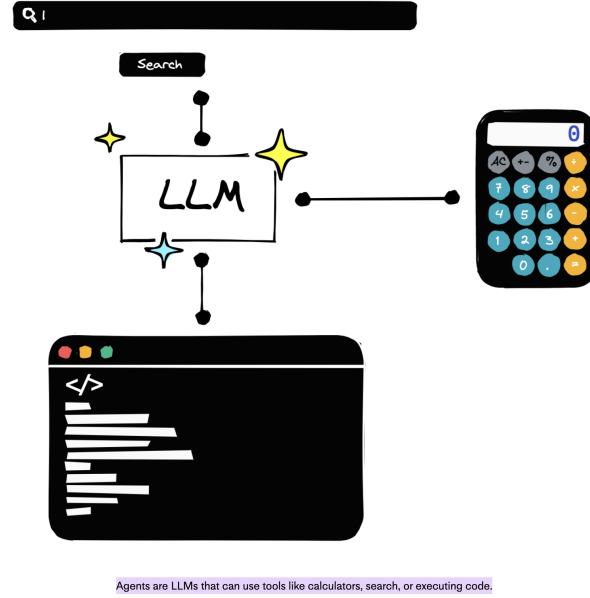 Search
LLM
0
AC +- % ÷
7 8 9 ×
4 5 6 -
1 2 3 +
0 . =
</>
Agents are LLMs that can use tools like calculators, search, or executing code.